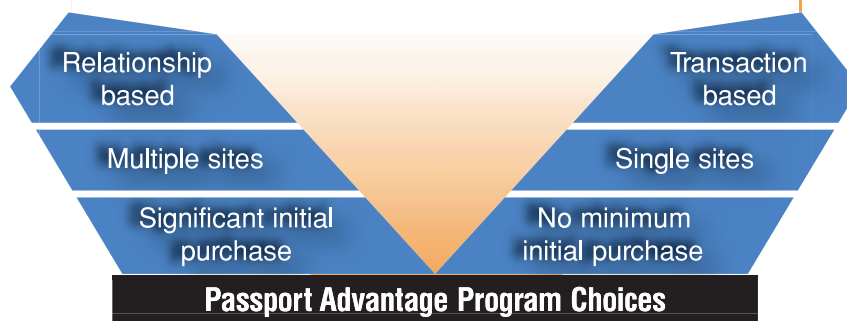 Relationship
based
Transaction
based
Multiple sites
Single sites
Significant initial
purchase
No minimum
initial purchase
Passport Advantage Program Choices